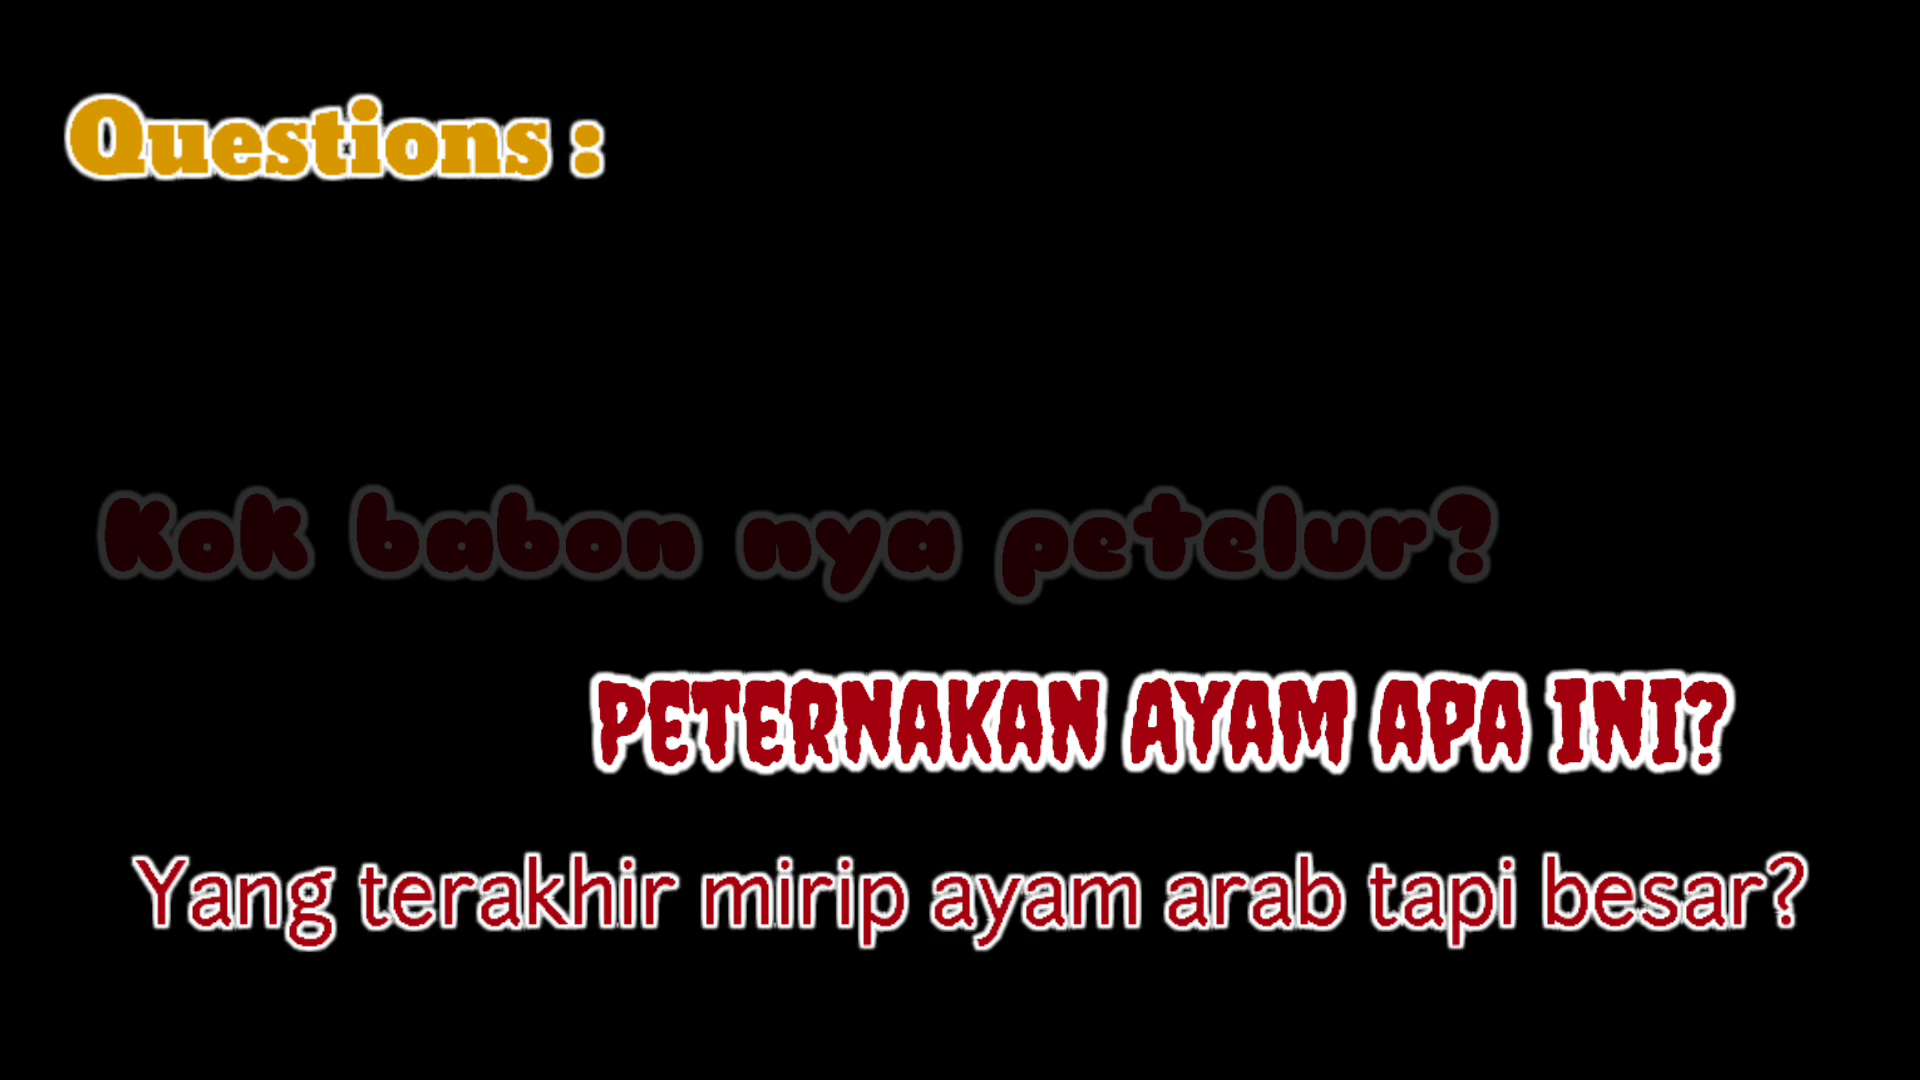 Questions :
Kok babon nya petelur?
PETERNAKAN AYAM APA INI?
Yang terakhir mirip ayam arab tapi besar?